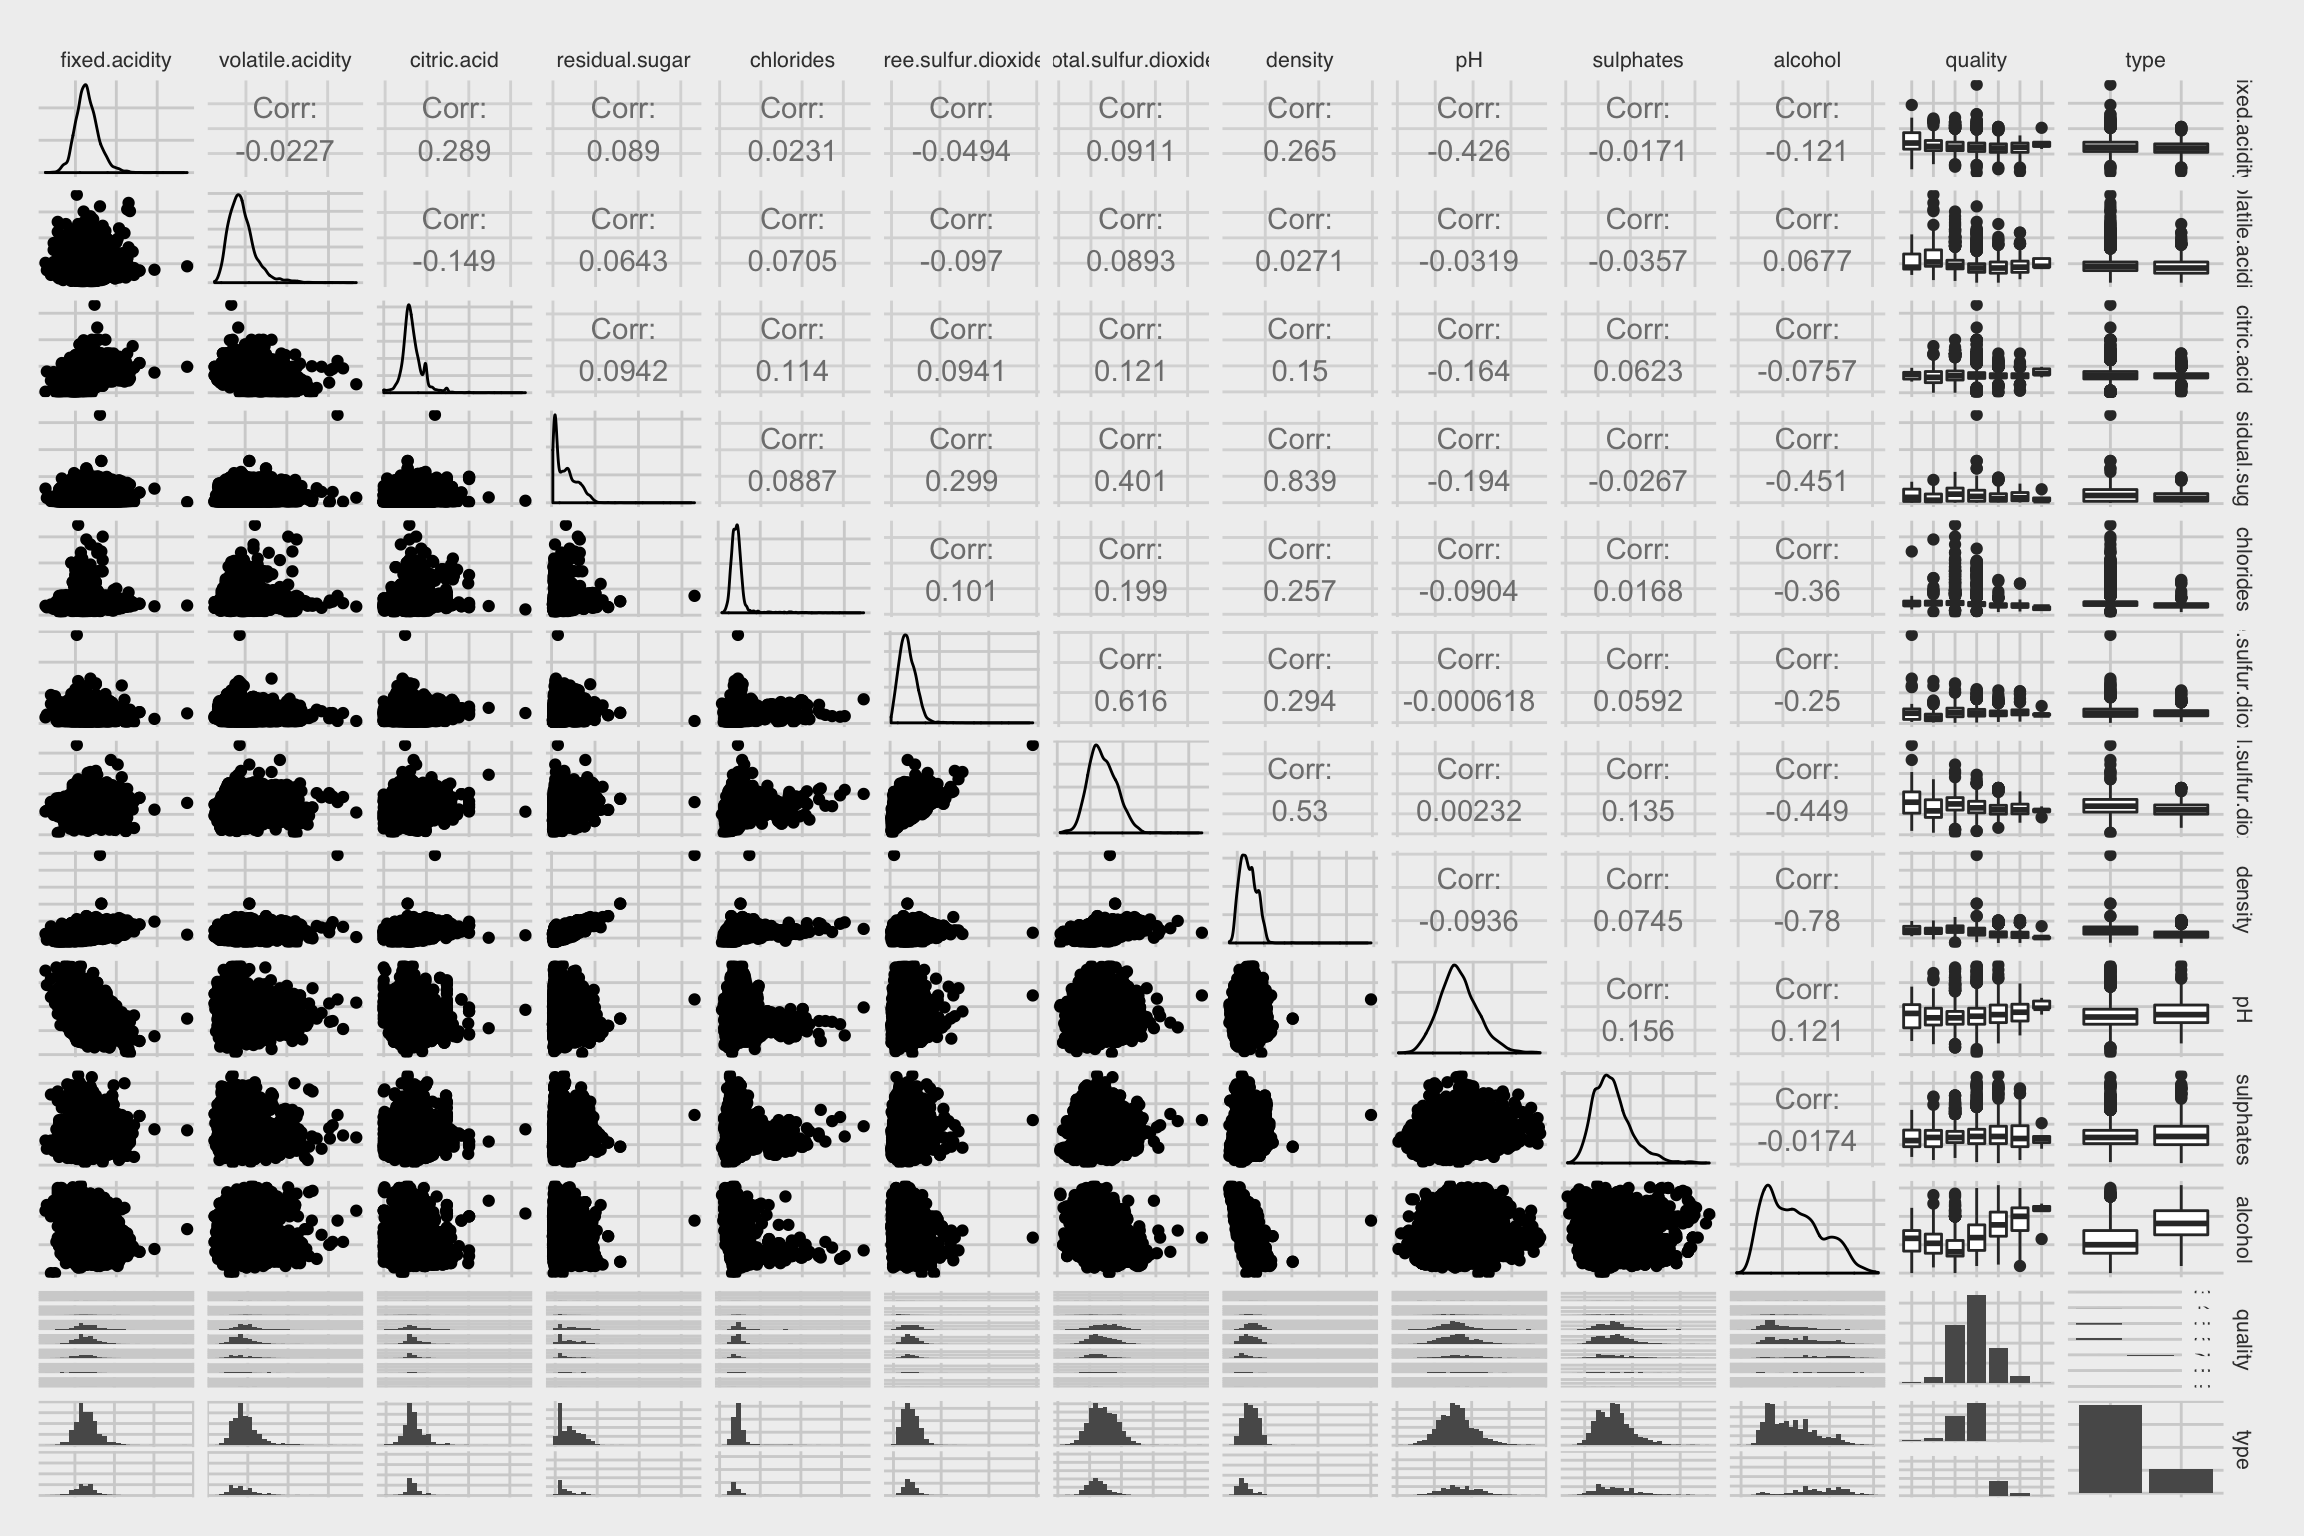 fixed.acidity volatile.acidity citric.acid residual.sugar chlorides ree.sulfur.dioxide otal.sulfur.dioxide density pH sulphates alcohol quality type
Corr: Corr: Corr: Corr: Corr: Corr: Corr: Corr: Corr: Corr: ixed.acidity
-0.0227 0.289 0.089 0.0231 -0.0494 0.0911 0.265 -0.426 -0.0171 -0.121
Corr: Corr: Corr: Corr: Corr: Corr: Corr: Corr: Corr: olatile.acidi
-0.149 0.0643 0.0705 -0.097 0.0893 0.0271 -0.0319 -0.0357 0.0677
Corr: Corr: Corr: Corr: Corr: Corr: Corr: Corr: citric.acid
0.0942 0.114 0.0941 0.121 0.15 -0.164 0.0623 -0.0757
Corr: Corr: Corr: Corr: Corr: Corr: Corr: sidual.sug
0.0887 0.299 0.401 0.839 -0.194 -0.0267 -0.451
Corr: Corr: Corr: Corr: Corr: Corr: chlorides
0.101 0.199 0.257 -0.0904 0.0168 -0.36
Corr: Corr: Corr: Corr: Corr: .sulfur.dio
0.616 0.294 -0.000618 0.0592 -0.25
Corr: Corr: Corr: Corr: l.sulfur.dio
0.53 0.00232 0.135 -0.449
Corr: Corr: Corr: density
-0.0936 0.0745 -0.78
Corr: Corr: pH
0.156 0.121
Corr: sulphates
-0.0174
alcohol
quality
type